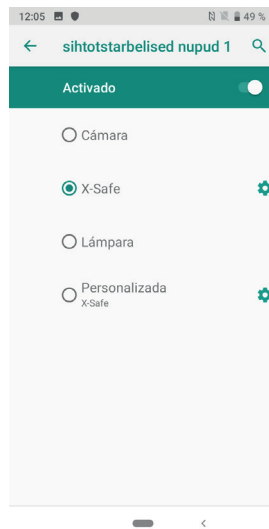 12:05 49 %
sihtotstarbelised nupud 1
Activado
Cámara
X-Safe
Lámpara
Personalizada
X-Safe